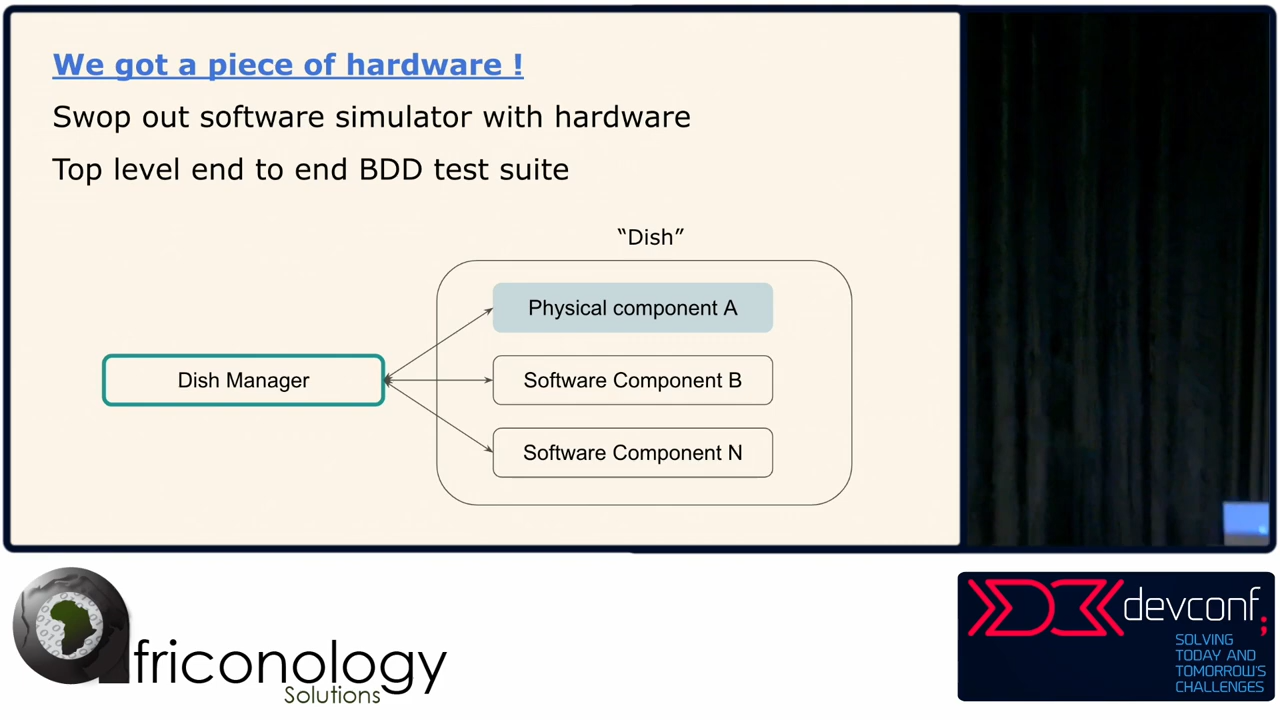 We got a piece of hardware !
Swop out software simulator with hardware
Top level end to end BDD test suite
“Dish”
Physical component A
Dish Manager
Software Component B
Software Component N
africonology
Solutions
devconf;
SOLVING
TODAY AND
TOMORROW'S
CHALLENGES